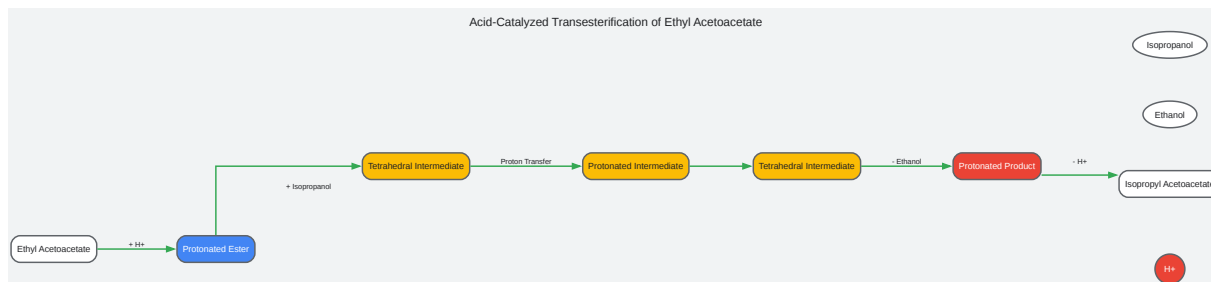 Acid-Catalyzed Transesterification of Ethyl Acetoacetate
Isopropanol
Ethanol
Tetrahedral Intermediate
Proton Transfer
Protonated Intermediate
Tetrahedral Intermediate
- Ethanol
Protonated Product
- H+
Isopropyl Acetoacetate
+ Isopropanol
Ethyl Acetoacetate
+ H+
Protonated Ester
H+